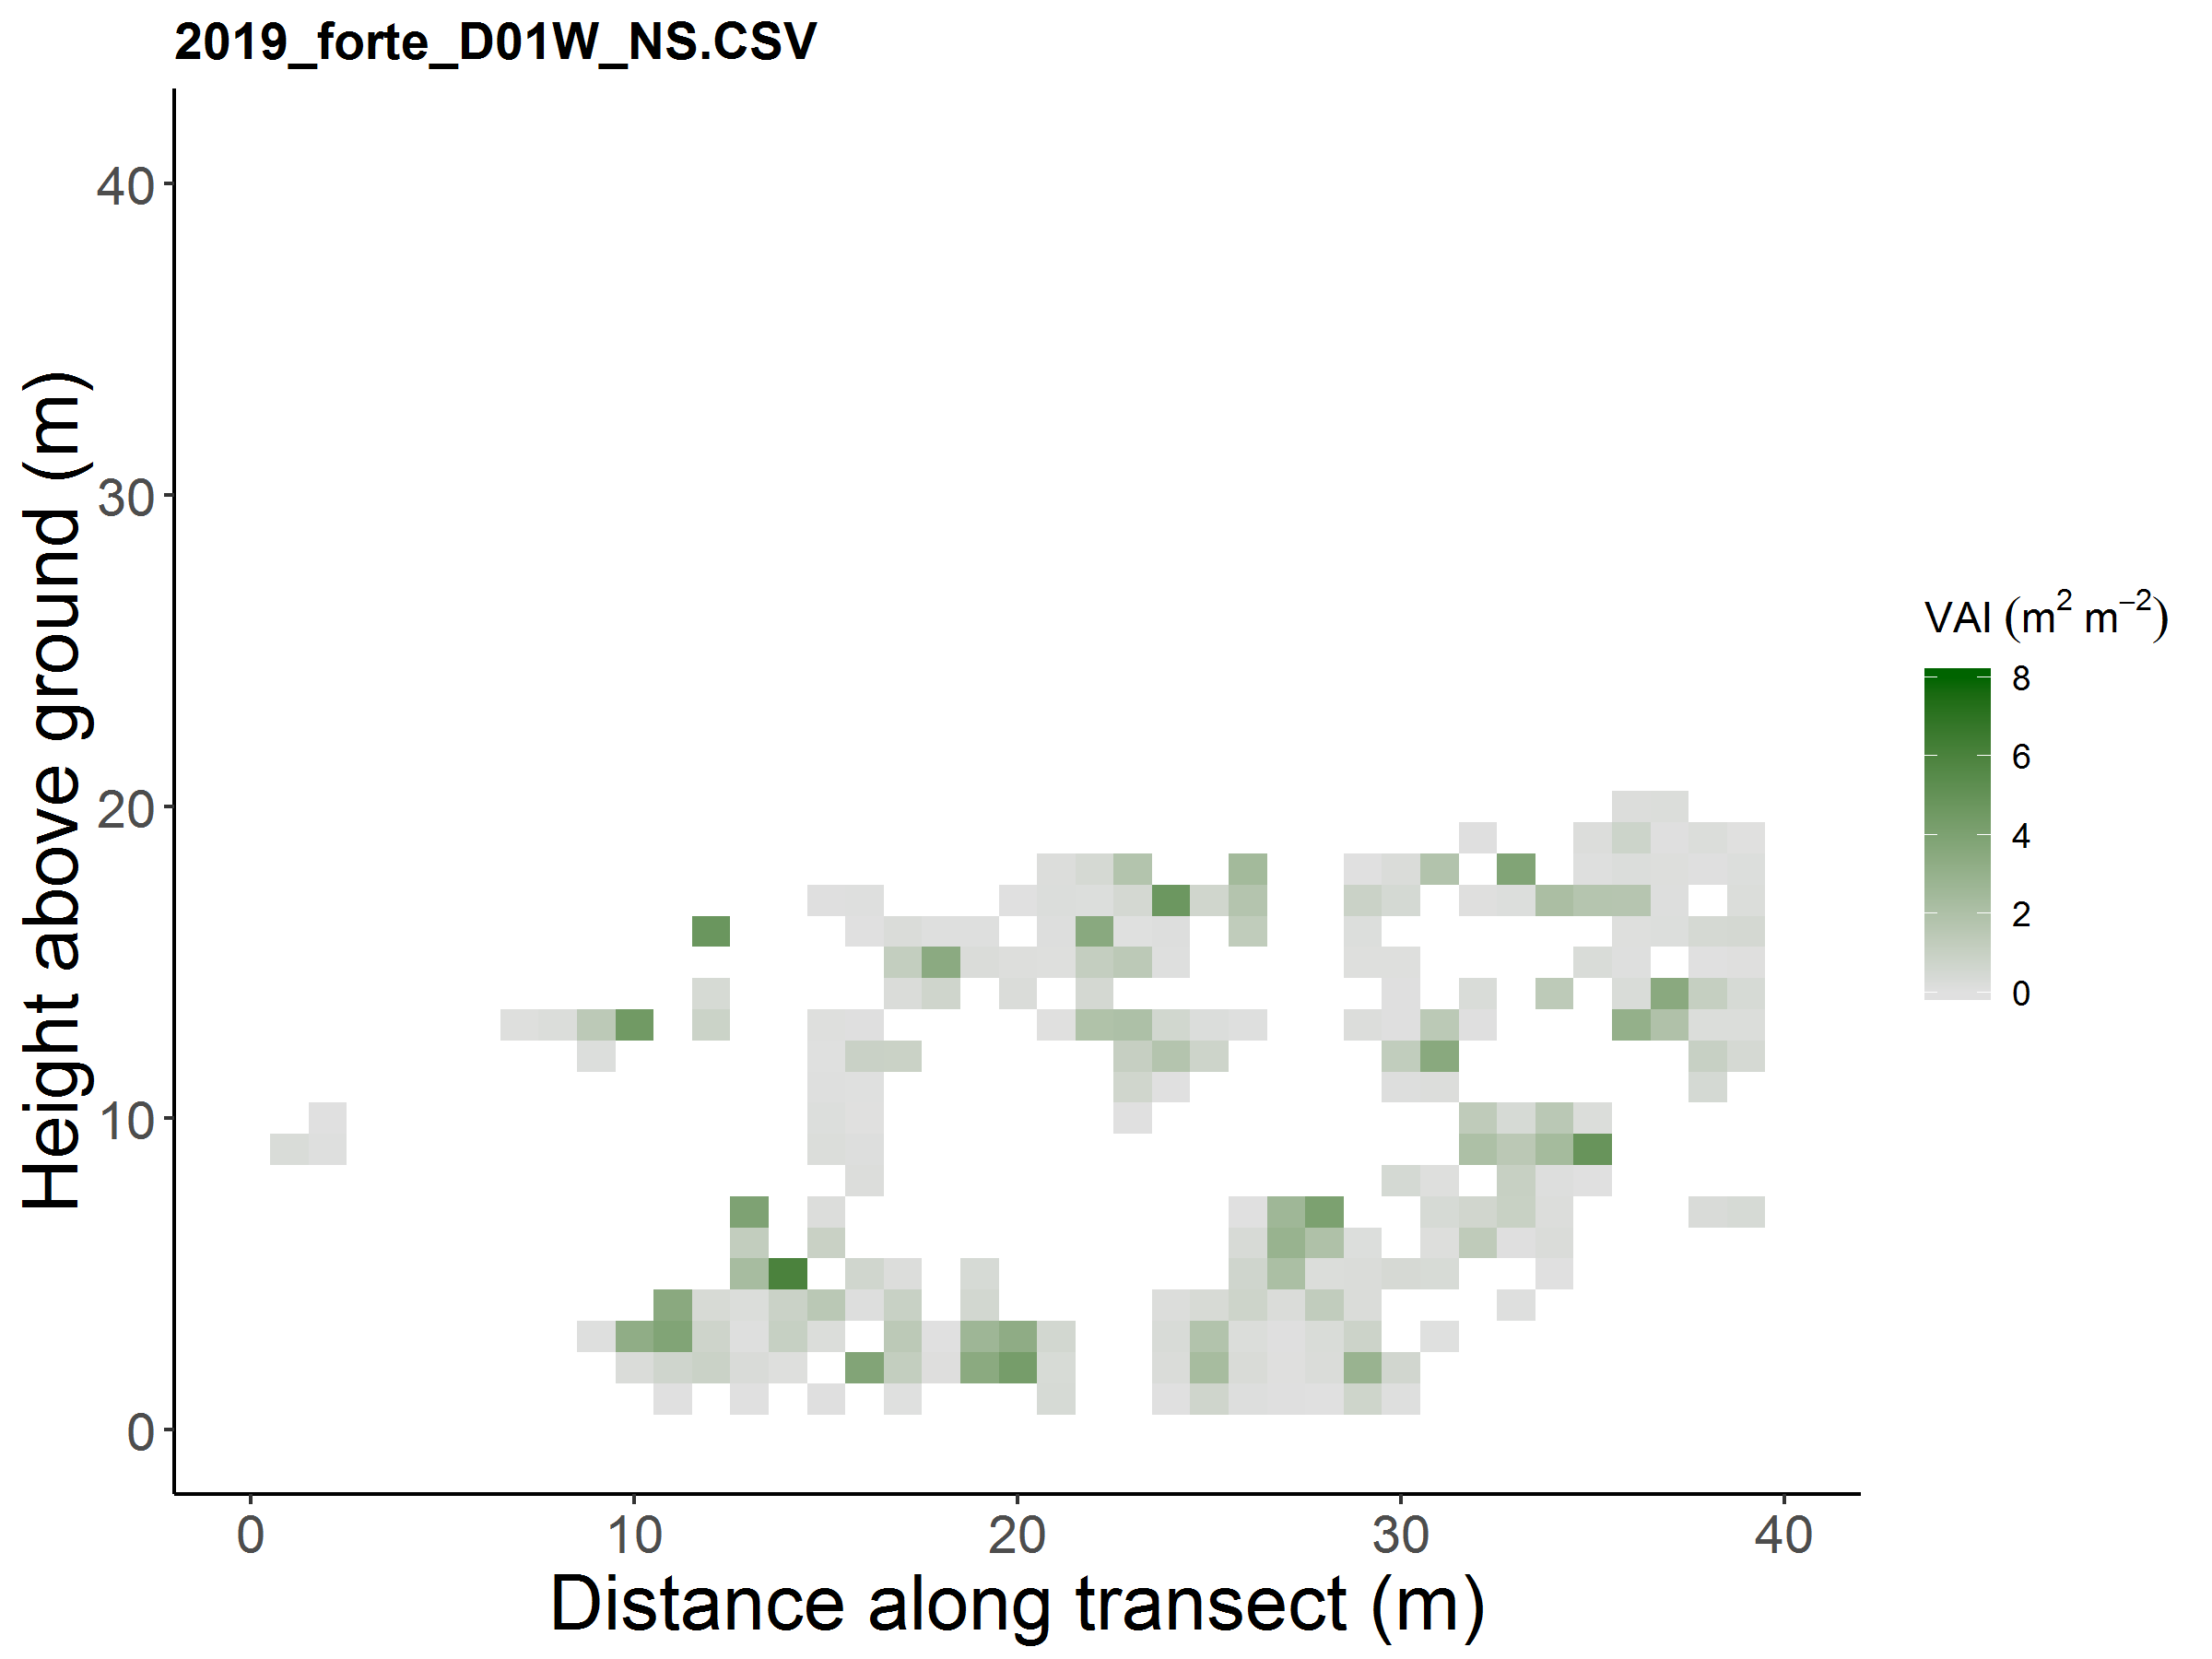 2019_forte_D01W_NS.CSV
Height above ground (m)
40
30
20
10
0
0 10 20 30 40
Distance along transect (m)
VAI (m² m⁻²)
8
6
4
2
0